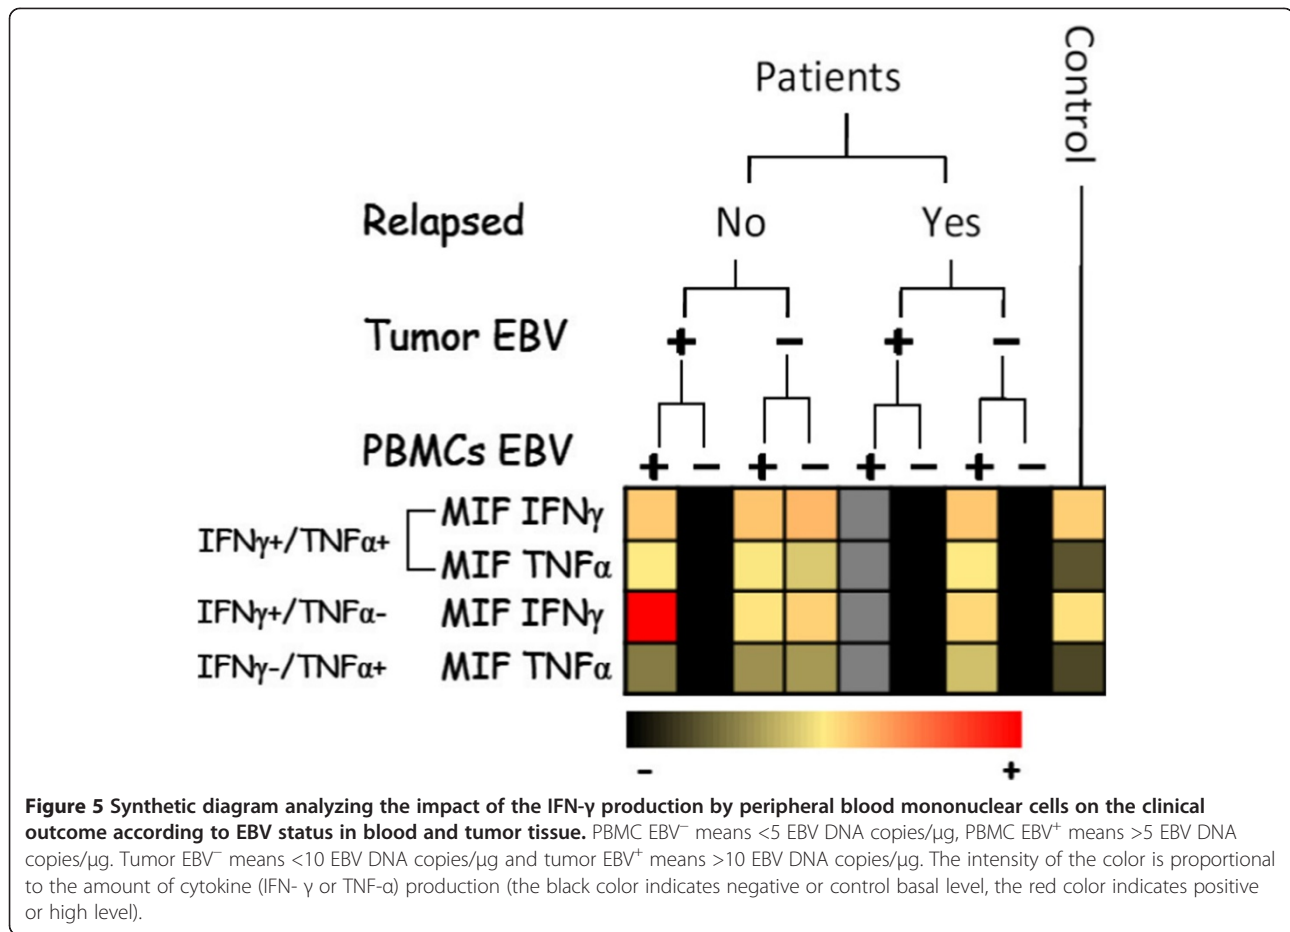 Patients
Control
Relapsed No Yes
Tumor EBV + − + −
PBMCs EBV + − + − + − + −
IFNγ+/TNFα+ MIF IFNγ
MIF TNFα
IFNγ+/TNFα- MIF IFNγ
IFNγ-/TNFα+ MIF TNFα
− +
Figure 5 Synthetic diagram analyzing the impact of the IFN-γ production by peripheral blood mononuclear cells on the clinical
outcome according to EBV status in blood and tumor tissue. PBMC EBV⁻ means <5 EBV DNA copies/μg, PBMC EBV⁺ means >5 EBV DNA
copies/μg. Tumor EBV⁻ means <10 EBV DNA copies/μg and tumor EBV⁺ means >10 EBV DNA copies/μg. The intensity of the color is proportional
to the amount of cytokine (IFN- γ or TNF-α) production (the black color indicates negative or control basal level, the red color indicates positive
or high level).